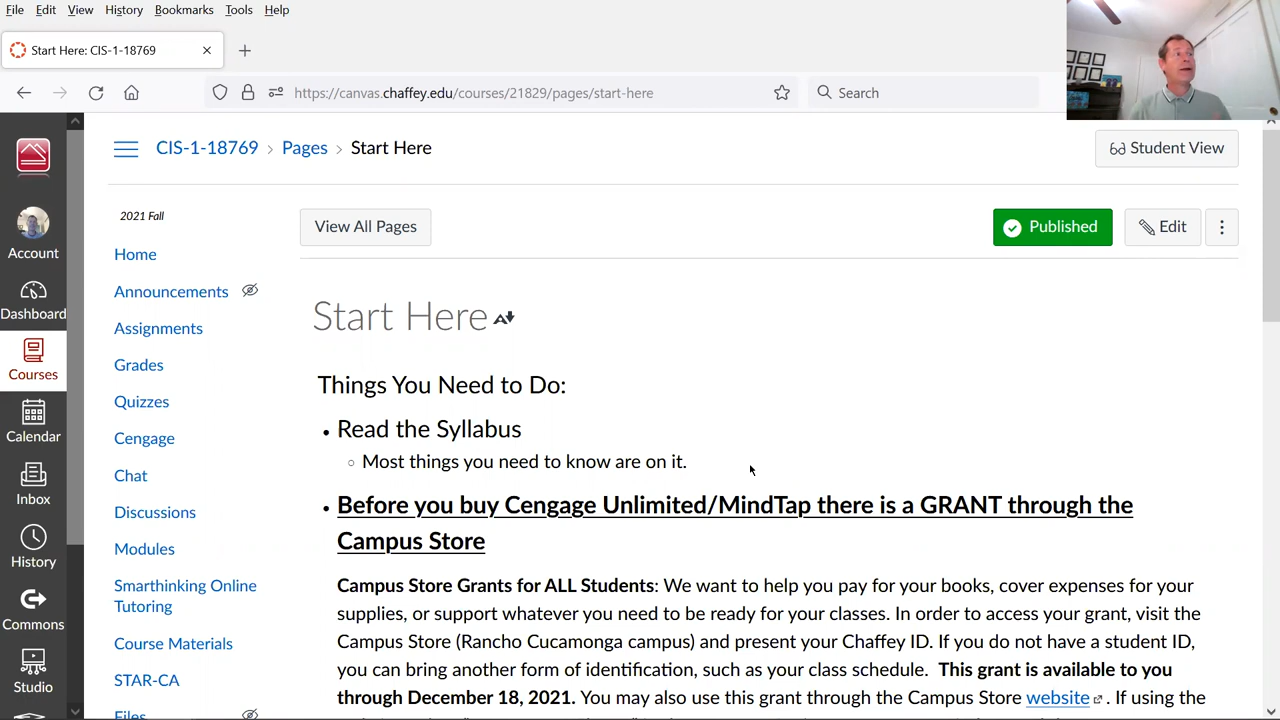 File Edit View History Bookmarks Tools Help
Start Here: CIS-1-18769
https://canvas.chaffey.edu/courses/21829/pages/start-here
Search
CIS-1-18769 › Pages › Start Here
Student View
2021 Fall
View All Pages
Published
Edit
Account
Dashboard
Courses
Calendar
Inbox
History
Commons
Studio
Home
Announcements
Assignments
Grades
Quizzes
Cengage
Chat
Discussions
Modules
Smarthinking Online
Tutoring
Course Materials
STAR-CA
Files
Start Here
Things You Need to Do:
• Read the Syllabus
○ Most things you need to know are on it.
• Before you buy Cengage Unlimited/MindTap there is a GRANT through the
Campus Store
Campus Store Grants for ALL Students: We want to help you pay for your books, cover expenses for your
supplies, or support whatever you need to be ready for your classes. In order to access your grant, visit the
Campus Store (Rancho Cucamonga campus) and present your Chaffey ID. If you do not have a student ID,
you can bring another form of identification, such as your class schedule. This grant is available to you
through December 18, 2021. You may also use this grant through the Campus Store website. If using the